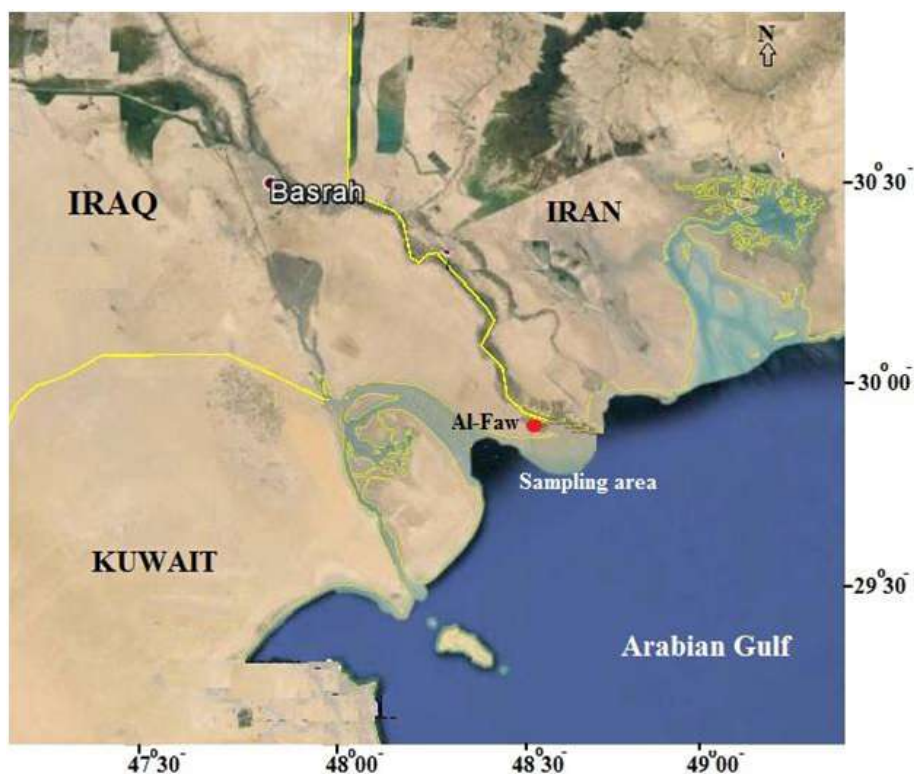 N
IRAQ
Basrah
IRAN
30°30-
30°00-
Al-Faw
Sampling area
KUWAIT
29°30-
Arabian Gulf
47°30-
48°00-
48°30-
49°00-